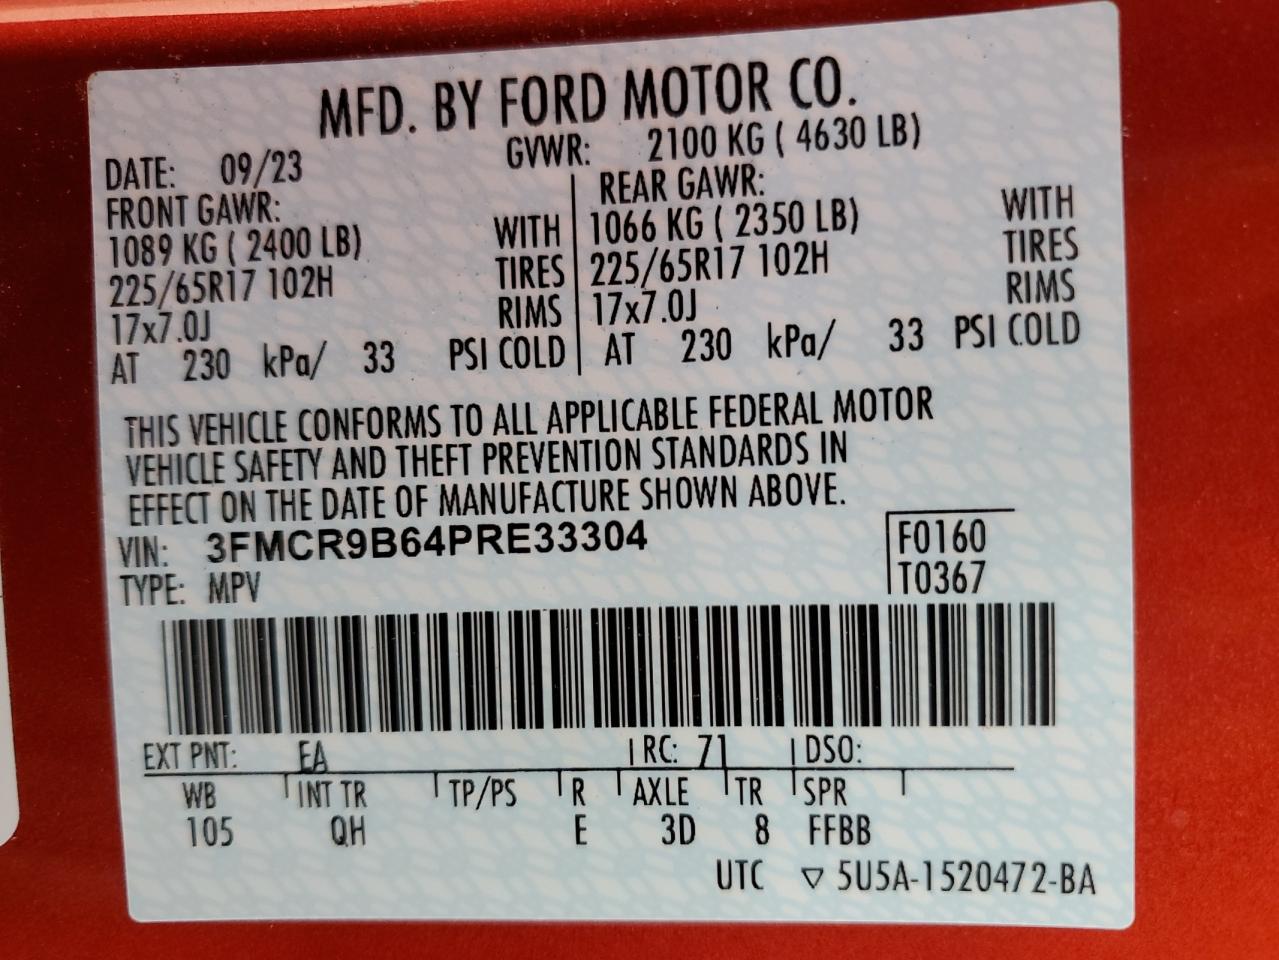 MFD. BY FORD MOTOR CO.
DATE: 09/23 GVWR: 2100 KG ( 4630 LB)
FRONT GAWR: REAR GAWR:
1089 KG ( 2400 LB) WITH 1066 KG ( 2350 LB) WITH
225/65R17 102H TIRES 225/65R17 102H TIRES
17x7.0J RIMS 17x7.0J RIMS
AT 230 kPa/ 33 PSI COLD AT 230 kPa/ 33 PSI COLD
THIS VEHICLE CONFORMS TO ALL APPLICABLE FEDERAL MOTOR
VEHICLE SAFETY AND THEFT PREVENTION STANDARDS IN
EFFECT ON THE DATE OF MANUFACTURE SHOWN ABOVE.
VIN: 3FMCR9B64PRE33304 F0160
TYPE: MPV T0367
EXT PNT: EA RC: 71 DSO:
WB INT TR TP/PS R AXLE TR SPR
105 QH E 3D 8 FFBB
UTC ▽ 5U5A-1520472-BA